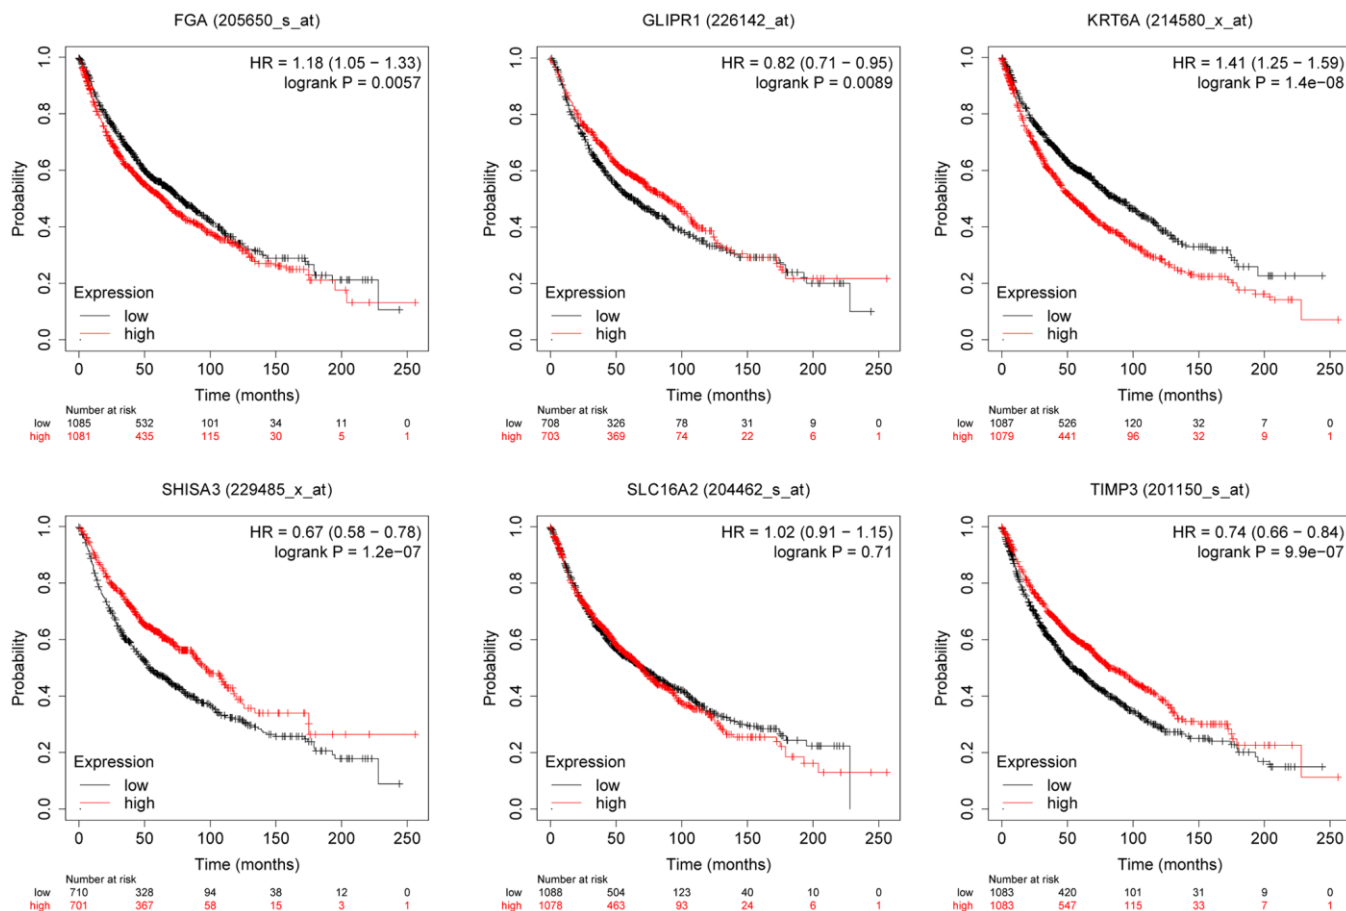 FGA (205650_s_at)
HR = 1.18 (1.05 − 1.33)
logrank P = 0.0057
Probability
1.0
0.8
0.6
0.4
0.2
0.0
Expression
low
high
0 50 100 150 200 250
Time (months)
Number at risk
low 1085 532 101 34 11 0
high 1081 435 115 30 5 1
GLIPR1 (226142_at)
HR = 0.82 (0.71 − 0.95)
logrank P = 0.0089
Probability
1.0
0.8
0.6
0.4
0.2
0.0
Expression
low
high
0 50 100 150 200 250
Time (months)
Number at risk
low 708 326 78 31 9 0
high 703 369 74 22 6 1
KRT6A (214580_x_at)
HR = 1.41 (1.25 − 1.59)
logrank P = 1.4e−08
Probability
1.0
0.8
0.6
0.4
0.2
0.0
Expression
low
high
0 50 100 150 200 250
Time (months)
Number at risk
low 1087 526 120 32 7 0
high 1079 441 96 32 9 1
SHISA3 (229485_x_at)
HR = 0.67 (0.58 − 0.78)
logrank P = 1.2e−07
Probability
1.0
0.8
0.6
0.4
0.2
0.0
Expression
low
high
0 50 100 150 200 250
Time (months)
Number at risk
low 710 328 94 38 12 0
high 701 367 58 15 3 1
SLC16A2 (204462_s_at)
HR = 1.02 (0.91 − 1.15)
logrank P = 0.71
Probability
1.0
0.8
0.6
0.4
0.2
0.0
Expression
low
high
0 50 100 150 200 250
Time (months)
Number at risk
low 1088 504 123 40 10 0
high 1078 463 93 24 6 1
TIMP3 (201150_s_at)
HR = 0.74 (0.66 − 0.84)
logrank P = 9.9e−07
Probability
1.0
0.8
0.6
0.4
0.2
0.0
Expression
low
high
0 50 100 150 200 250
Time (months)
Number at risk
low 1083 420 101 31 9 0
high 1083 547 115 33 7 1